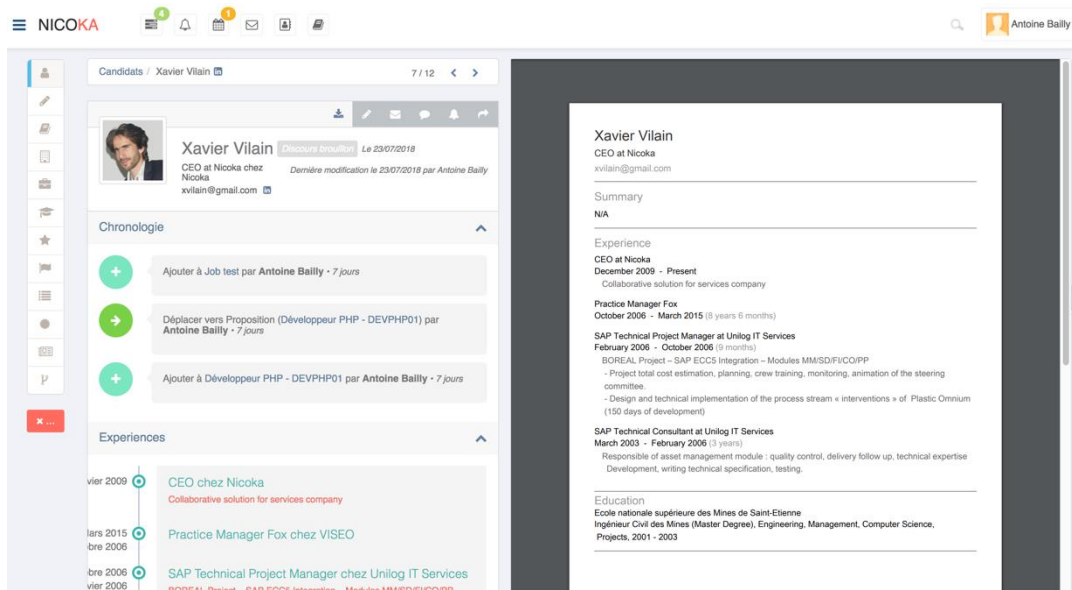 NICOKA
4
1
Antoine Bailly
Candidats / Xavier Vilain
7 / 12
Xavier Vilain Discours brouillon Le 23/07/2018
CEO at Nicoka chez
Nicoka
Dernière modification le 23/07/2018 par Antoine Bailly
xvilain@gmail.com
Chronologie
Ajouter à Job test par Antoine Bailly • 7 jours
Déplacer vers Proposition (Développeur PHP - DEVPHP01) par
Antoine Bailly • 7 jours
Ajouter à Développeur PHP - DEVPHP01 par Antoine Bailly • 7 jours
...
Experiences
vier 2009
CEO chez Nicoka
Collaborative solution for services company
lars 2015
bre 2006
Practice Manager Fox chez VISEO
bre 2006
vier 2006
SAP Technical Project Manager chez Unilog IT Services
BOREAL Project – SAP ECC5 Integration – Modules MM/SD/FI/CO/PP
Xavier Vilain
CEO at Nicoka
xvilain@gmail.com
Summary
N/A
Experience
CEO at Nicoka
December 2009 - Present
Collaborative solution for services company
Practice Manager Fox
October 2006 - March 2015 (8 years 6 months)
SAP Technical Project Manager at Unilog IT Services
February 2006 - October 2006 (9 months)
BOREAL Project – SAP ECC5 Integration – Modules MM/SD/FI/CO/PP
- Project total cost estimation, planning, crew training, monitoring, animation of the steering
committee.
- Design and technical implementation of the process stream « interventions » of Plastic Omnium
(150 days of development)
SAP Technical Consultant at Unilog IT Services
March 2003 - February 2006 (3 years)
Responsible of asset management module : quality control, delivery follow up, technical expertise
Development, writing technical specification, testing.
Education
Ecole nationale supérieure des Mines de Saint-Etienne
Ingénieur Civil des Mines (Master Degree), Engineering, Management, Computer Science,
Projects, 2001 - 2003